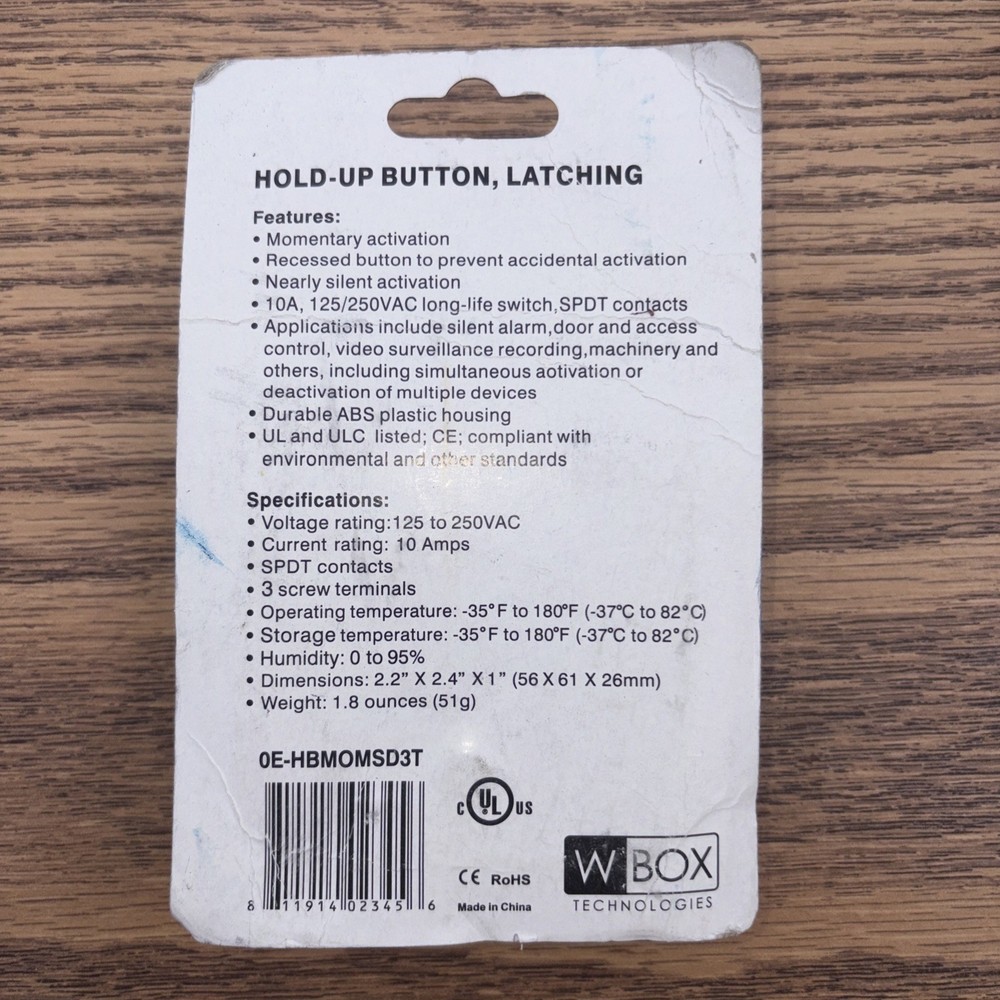 HOLD-UP BUTTON, LATCHING
Features:
• Momentary activation
• Recessed button to prevent accidental activation
• Nearly silent activation
• 10A, 125/250VAC long-life switch,SPDT contacts
• Applications include silent alarm,door and access
control, video surveillance recording,machinery and
others, including simultaneous aotivation or
deactivation of multiple devices
• Durable ABS plastic housing
• UL and ULC listed; CE; compliant with
environmental and other standards
Specifications:
• Voltage rating:125 to 250VAC
• Current rating: 10 Amps
• SPDT contacts
• 3 screw terminals
• Operating temperature: -35°F to 180°F (-37°C to 82°C)
• Storage temperature: -35°F to 180°F (-37°C to 82°C)
• Humidity: 0 to 95%
• Dimensions: 2.2” X 2.4” X 1” (56 X 61 X 26mm)
• Weight: 1.8 ounces (51g)
0E-HBMOMSD3T
8 11914 02345 6
C UL US
CE RoHS
Made in China
W BOX
TECHNOLOGIES